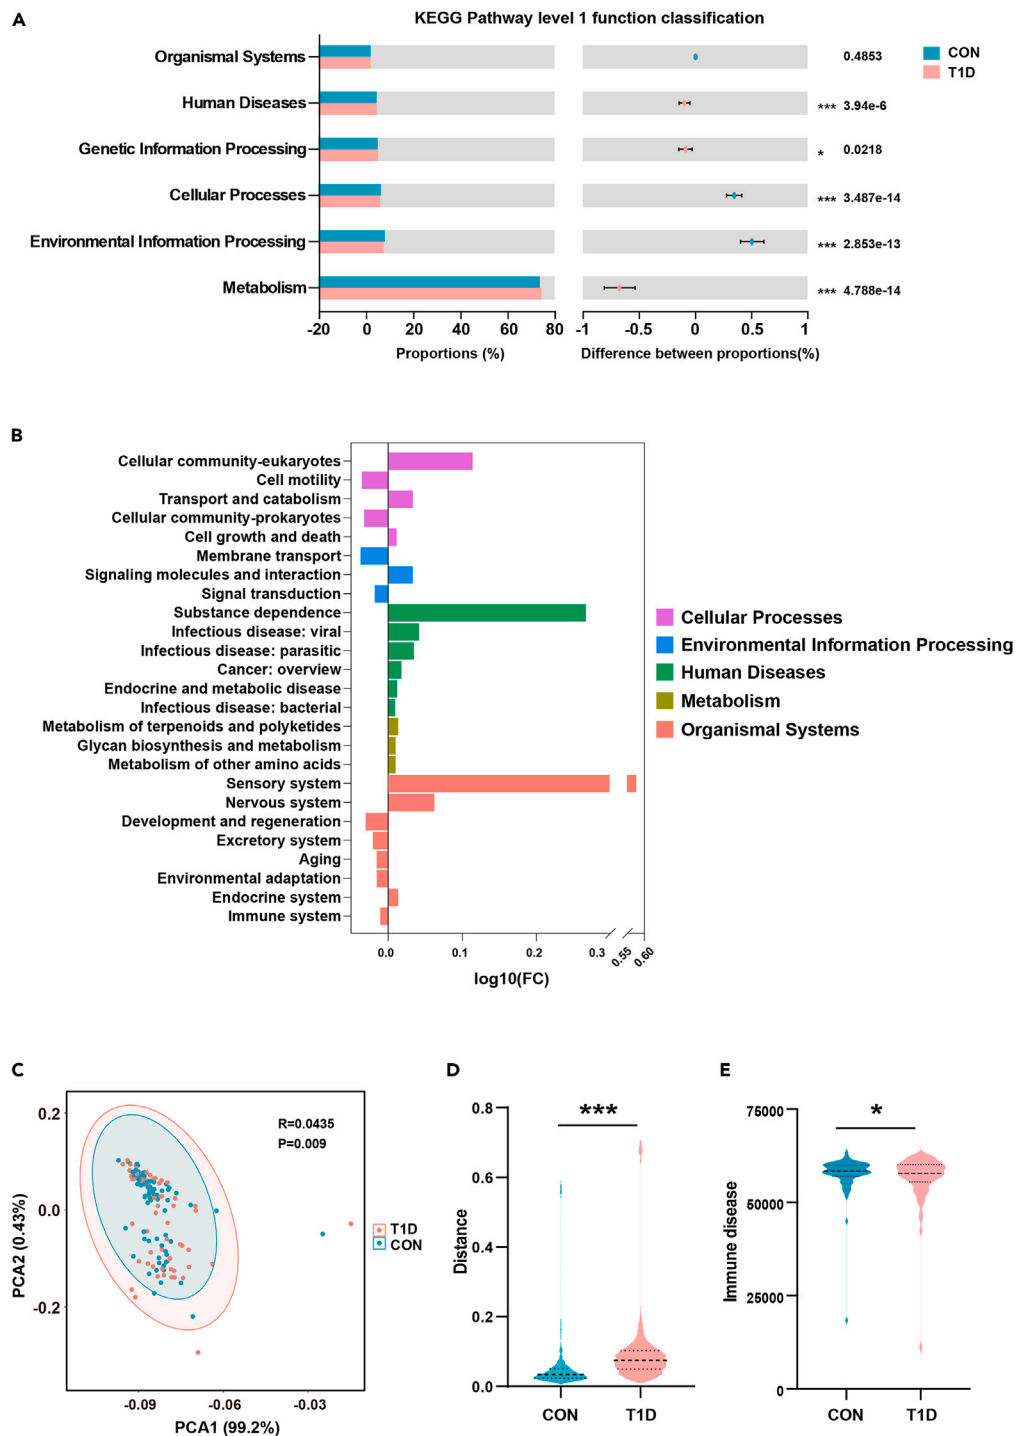 A
KEGG Pathway level 1 function classification
Organismal Systems
0.4853
CON
T1D
Human Diseases
*** 3.94e-6
Genetic Information Processing
* 0.0218
Cellular Processes
*** 3.487e-14
Environmental Information Processing
*** 2.853e-13
Metabolism
*** 4.788e-14
-20 0 20 40 60 80
-1 -0.5 0 0.5 1
Proportions (%)
Difference between proportions(%)
B
Cellular community-eukaryotes
Cell motility
Transport and catabolism
Cellular community-prokaryotes
Cell growth and death
Membrane transport
Signaling molecules and interaction
Signal transduction
Substance dependence
Infectious disease: viral
Infectious disease: parasitic
Cancer: overview
Endocrine and metabolic disease
Infectious disease: bacterial
Metabolism of terpenoids and polyketides
Glycan biosynthesis and metabolism
Metabolism of other amino acids
Sensory system
Nervous system
Development and regeneration
Excretory system
Aging
Environmental adaptation
Endocrine system
Immune system
0.0 0.1 0.2 0.3 0.55 0.60
log10(FC)
Cellular Processes
Environmental Information Processing
Human Diseases
Metabolism
Organismal Systems
C
R=0.0435
P=0.009
0.2
0.0
-0.2
PCA2 (0.43%)
-0.09 -0.06 -0.03
PCA1 (99.2%)
T1D
CON
D
***
0.8
0.6
0.4
0.2
0.0
Distance
CON T1D
E
*
75000
50000
25000
0
Immune disease
CON T1D